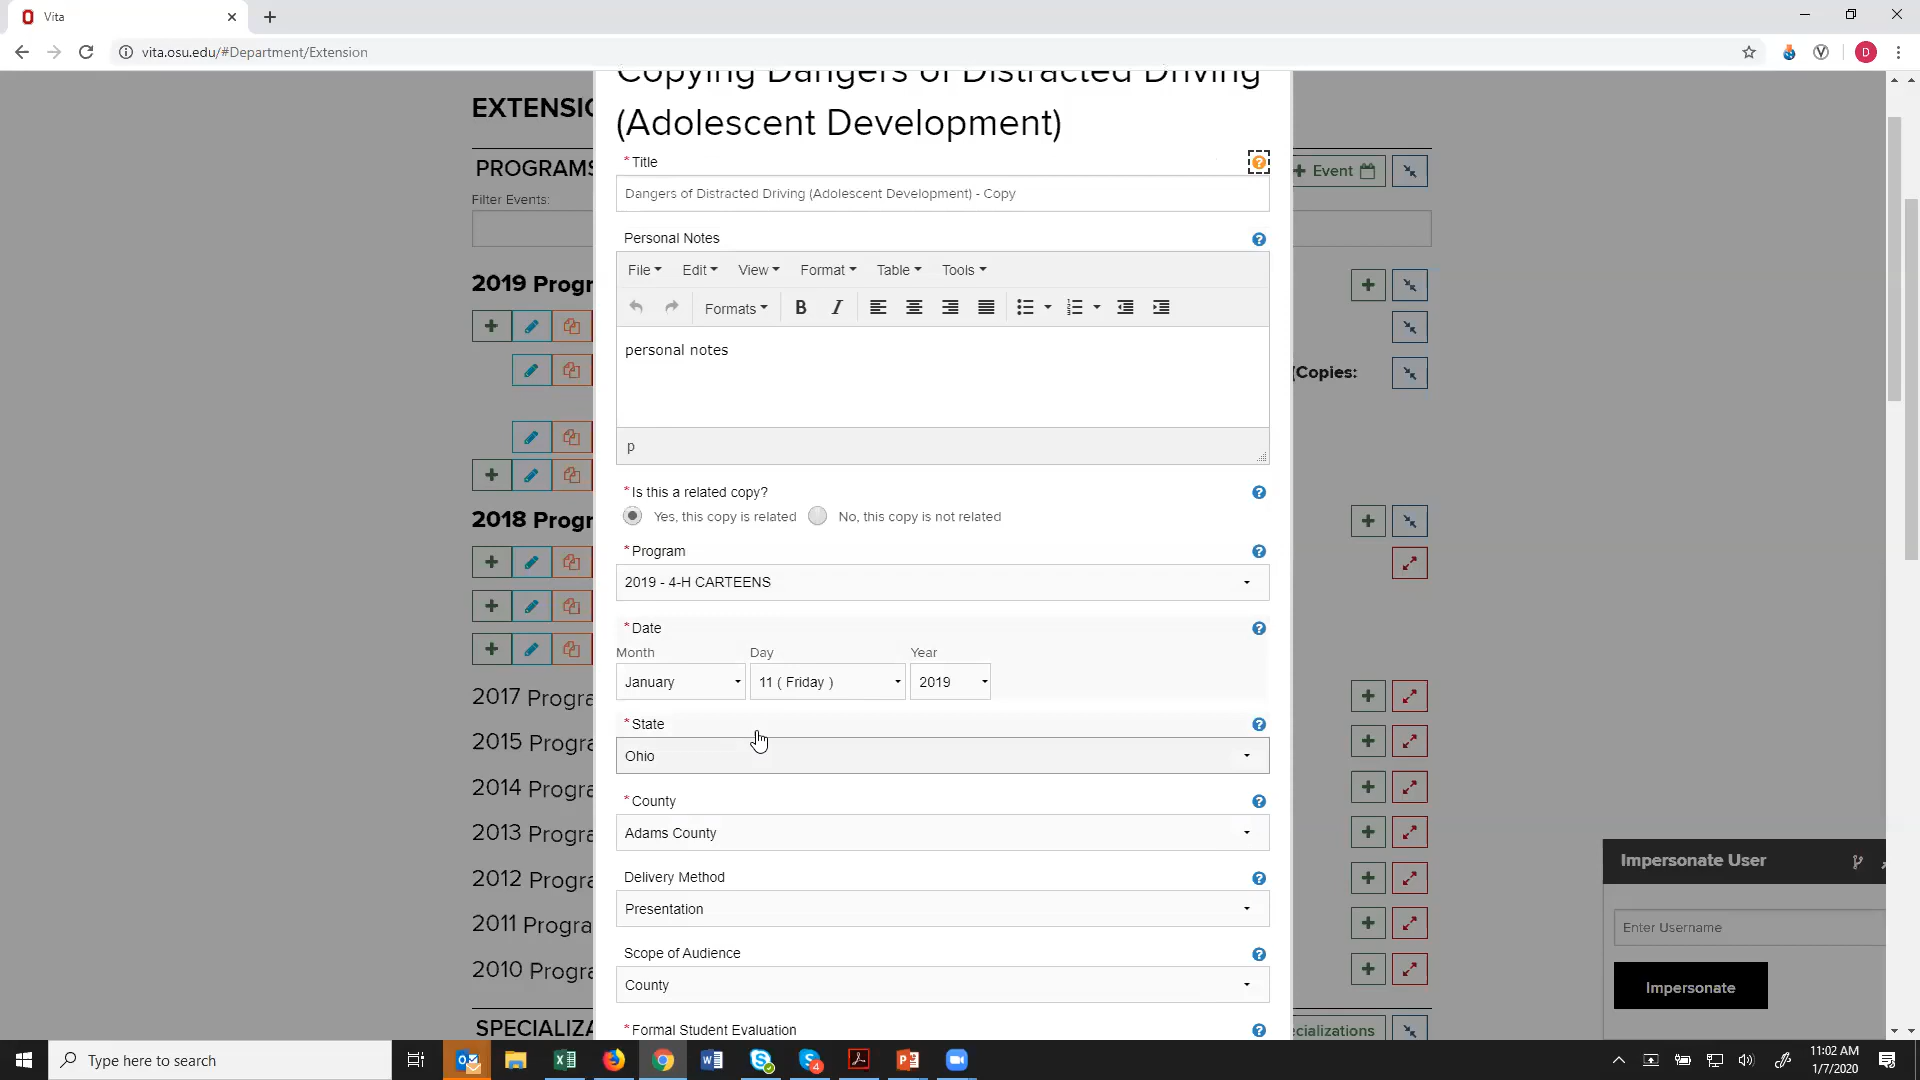 Vita
vita.osu.edu/#Department/Extension
D
EXTENSIO
Copying Dangers of Distracted Driving
(Adolescent Development)
PROGRAMS
+ Event
* Title
Filter Events:
Dangers of Distracted Driving (Adolescent Development) - Copy
Personal Notes
File Edit View Format Table Tools
2019 Progr
Formats B I
personal notes
(Copies:
p
* Is this a related copy?
Yes, this copy is related No, this copy is not related
2018 Progr
* Program
2019 - 4-H CARTEENS
* Date
Month Day Year
January 11 ( Friday ) 2019
2017 Progra
* State
2015 Progra
Ohio
2014 Progra
* County
2013 Progra
Adams County
Delivery Method
2012 Progra
Presentation
2011 Progra
Scope of Audience
2010 Progra
County
SPECIALIZA
* Formal Student Evaluation
ecializations
Impersonate User
Enter Username
Impersonate
Type here to search
4
11:02 AM
1/7/2020